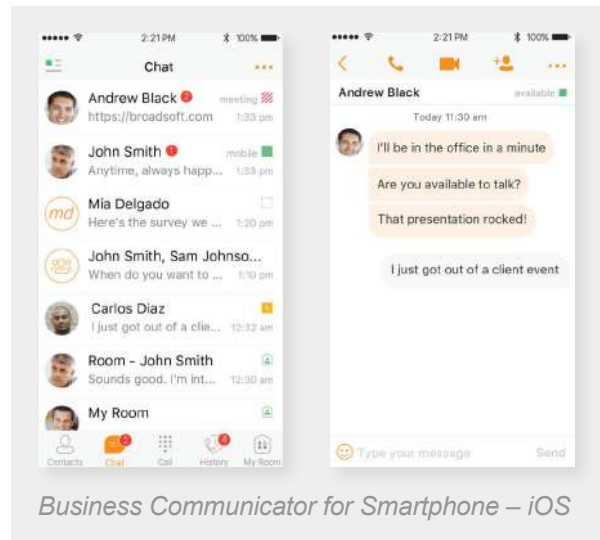 2:21 PM 100%
Chat
Andrew Black 2 meeting
https://broadsoft.com 1:33 pm
John Smith 1 mobile
Anytime, always happ... 1:33 pm
md Mia Delgado
Here's the survey we ... 1:20 pm
John Smith, Sam Johnso...
When do you want to ... 1:10 pm
Carlos Diaz
I just got out of a clie... 12:32 am
Room – John Smith
Sounds good. I'm int... 12:30 am
My Room
2 4
Contacts Chat Call History My Room
2:21 PM 100%
Andrew Black available
Today 11:30 am
I'll be in the office in a minute
Are you available to talk?
That presentation rocked!
I just got out of a client event
Type your message Send
Business Communicator for Smartphone – iOS